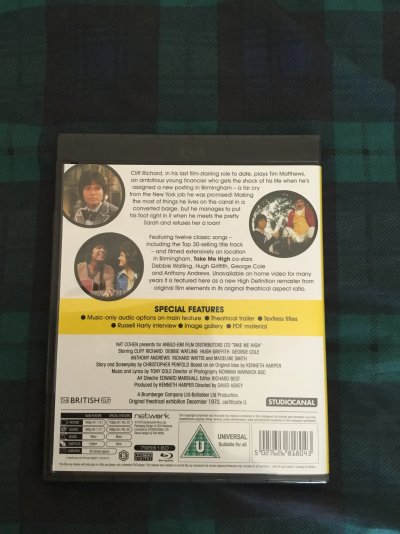 Cliff Richard, in his last film-starring role to date, plays Tim Matthews,
an ambitious young financier who gets the shock of his life when he's
assigned a new posting in Birmingham – a far cry
from the New York job he was promised! Making
the most of things he lives on the canal in a
converted barge, but he manages to put
his foot right in it when he meets the pretty
Sarah and refuses her a loan!
Featuring twelve classic songs –
including the Top 30-selling title track
– and filmed extensively on location
in Birmingham, Take Me High co-stars
Debbie Watling, Hugh Griffith, George Cole
and Anthony Andrews. Unavailable on home video for many
years it is featured here as a new High Definition remaster from
original film elements in its original theatrical aspect ratio.
SPECIAL FEATURES
● Music-only audio options on main feature ● Theatrical trailer ● Textless titles
● Russell Harty interview ● Image gallery ● PDF material
NAT COHEN presents for ANGLO-EMI FILM DISTRIBUTORS LTD "TAKE ME HIGH"
Starring CLIFF RICHARD DEBBIE WATLING HUGH GRIFFITH GEORGE COLE
ANTHONY ANDREWS RICHARD WATTIS and MADELINE SMITH
Story and Screenplay by CHRISTOPHER PENFOLD Based on an Original Idea by KENNETH HARPER
Music and Lyrics by TONY COLE Director of Photography NORMAN WARWICK BSC
Art Director EDWARD MARSHALL Editor RICHARD BEST
Produced by KENNETH HARPER Directed by DAVID ASKEY
A Brumberger Company Ltd-Balladeer Ltd Production
Original theatrical exhibition December 1973, certificate U.
THE BRITISH FILM
STUDIOCANAL
MAIN FEATURE
SPECIAL FEATURES
PICTURE
SOUND
network
7958160
U
UNIVERSAL
Suitable for all
5 027626 818043